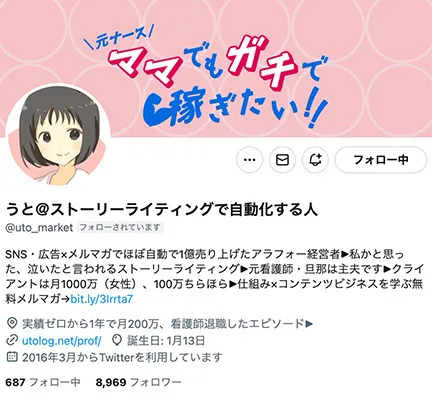 元ナース
ママでもガチで
稼ぎたい!!
フォロー中
うと@ストーリーライティングで自動化する人
@uto_market フォローされています
SNS・広告×メルマガでほぼ自動で1億売り上げたアラフォー経営者▶私かと思っ
た、泣いたと言われるストーリーライティング▶元看護師・旦那は主夫です▶クライ
アントは月1000万(女性)、100万ちらほら▶仕組み×コンテンツビジネスを学ぶ無
料メルマガ→bit.ly/3Irrta7
実績ゼロから1年で月200万、看護師退職したエピソード▶
utolog.net/prof/ 誕生日: 1月13日
2016年3月からTwitterを利用しています
687 フォロー中 8,969 フォロワー